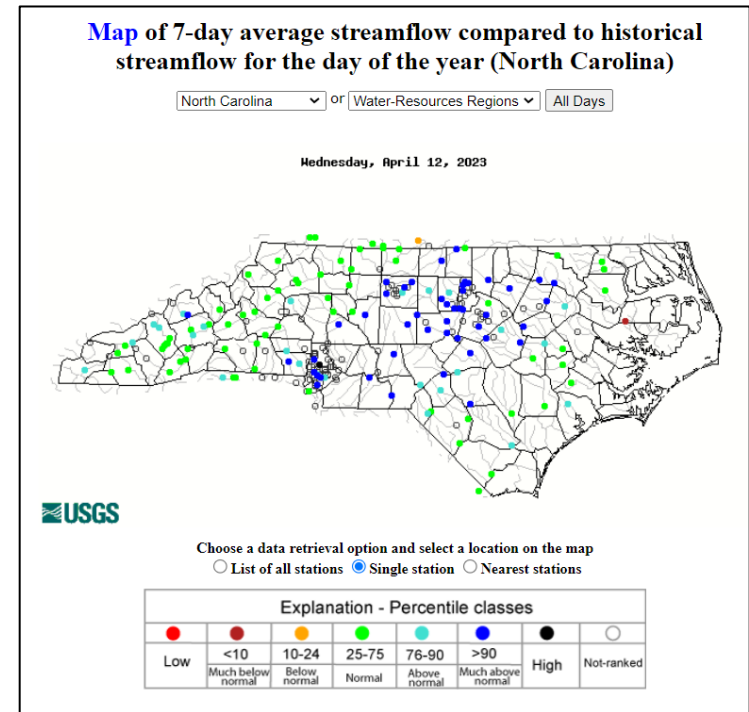 Map of 7-day average streamflow compared to historical
streamflow for the day of the year (North Carolina)
North Carolina or Water-Resources Regions All Days
Wednesday, April 12, 2023
USGS
Choose a data retrieval option and select a location on the map
List of all stations Single station Nearest stations
Explanation - Percentile classes
Low <10 10-24 25-75 76-90 >90 High Not-ranked
Much below normal Below normal Normal Above normal Much above normal